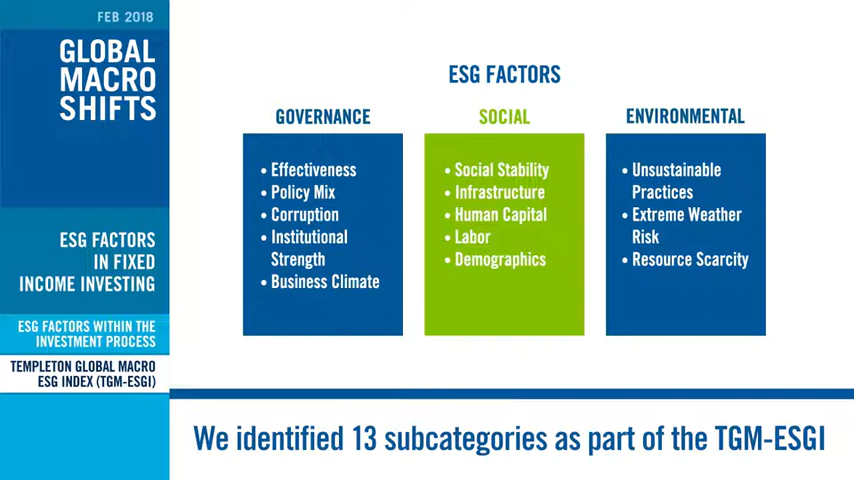 FEB 2018
GLOBAL
MACRO
SHIFTS
ESG FACTORS
IN FIXED
INCOME INVESTING
ESG FACTORS WITHIN THE
INVESTMENT PROCESS
TEMPLETON GLOBAL MACRO
ESG INDEX (TGM-ESGI)
ESG FACTORS
GOVERNANCE
• Effectiveness
• Policy Mix
• Corruption
• Institutional
Strength
• Business Climate
SOCIAL
• Social Stability
• Infrastructure
• Human Capital
• Labor
• Demographics
ENVIRONMENTAL
• Unsustainable
Practices
• Extreme Weather
Risk
• Resource Scarcity
We identified 13 subcategories as part of the TGM-ESGI